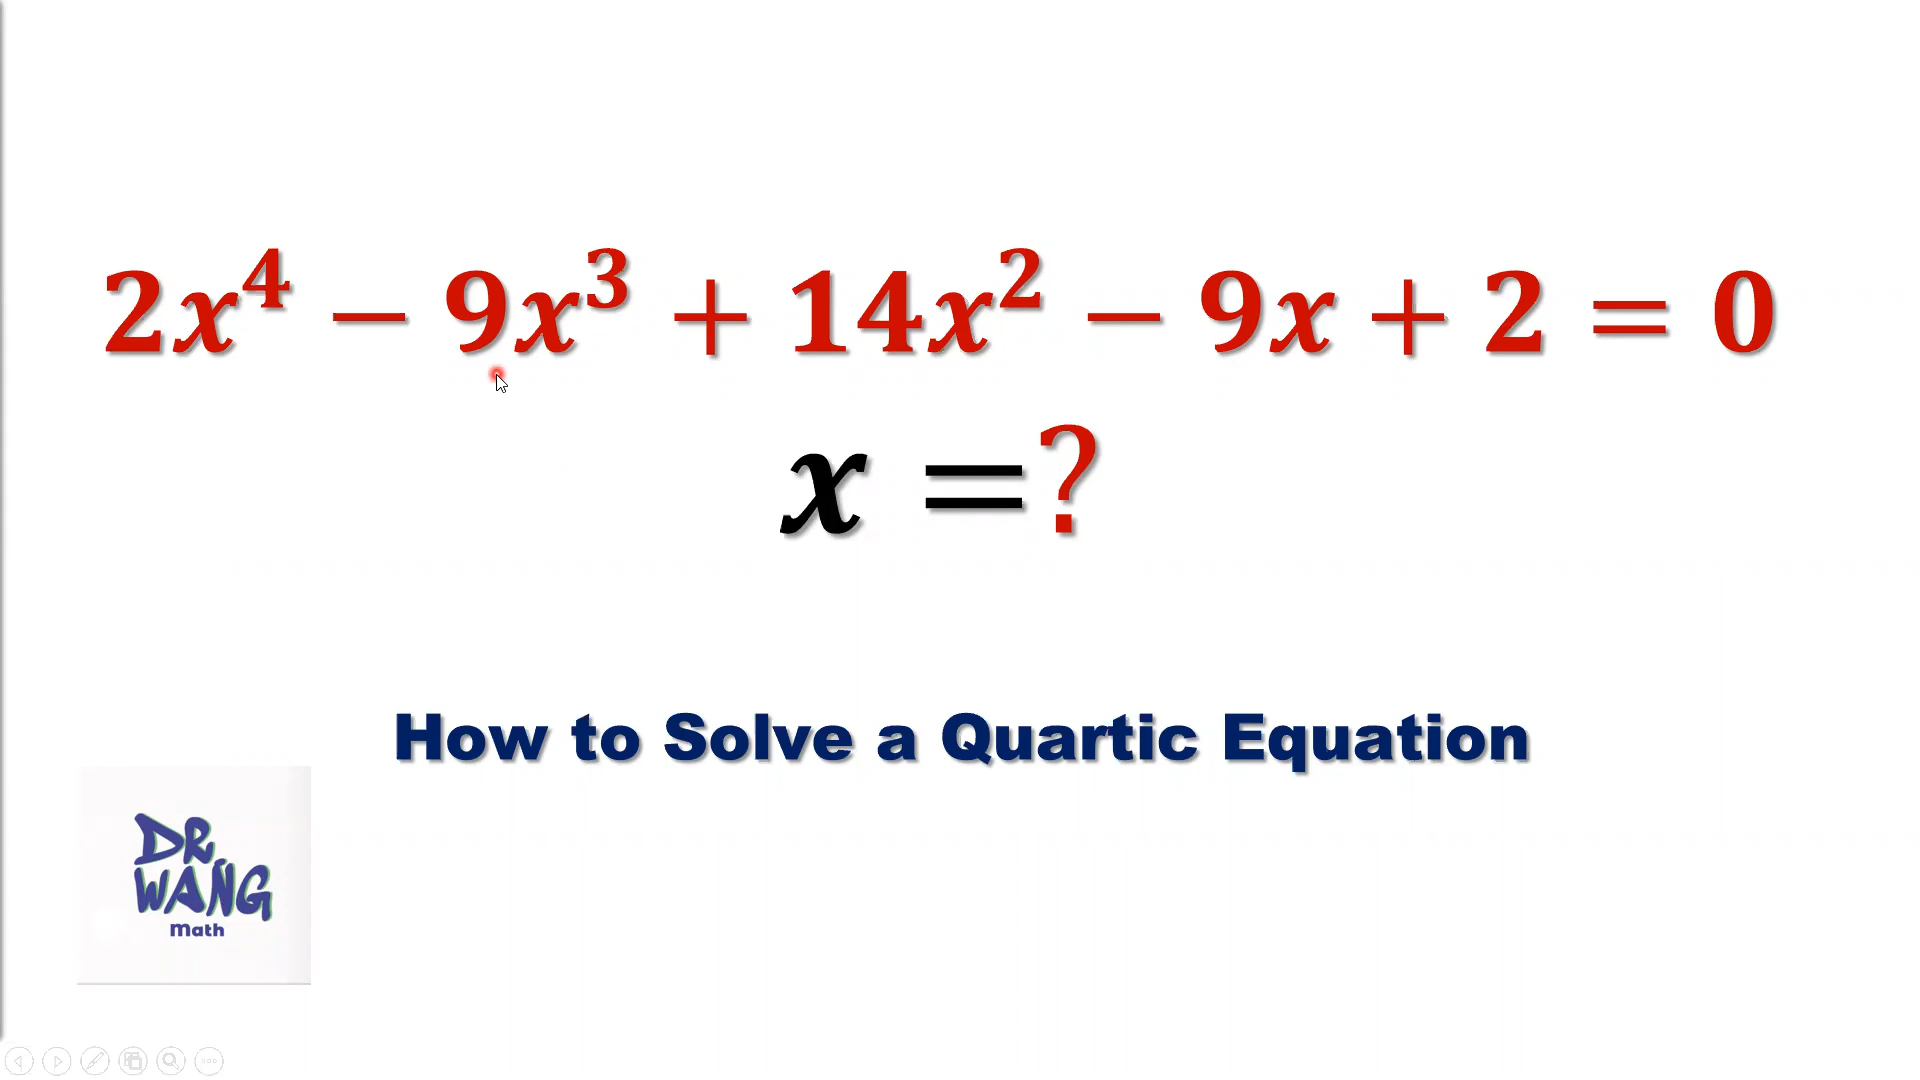 2x⁴ − 9x³ + 14x² − 9x + 2 = 0
x =?
How to Solve a Quartic Equation
DR
WANG
Math